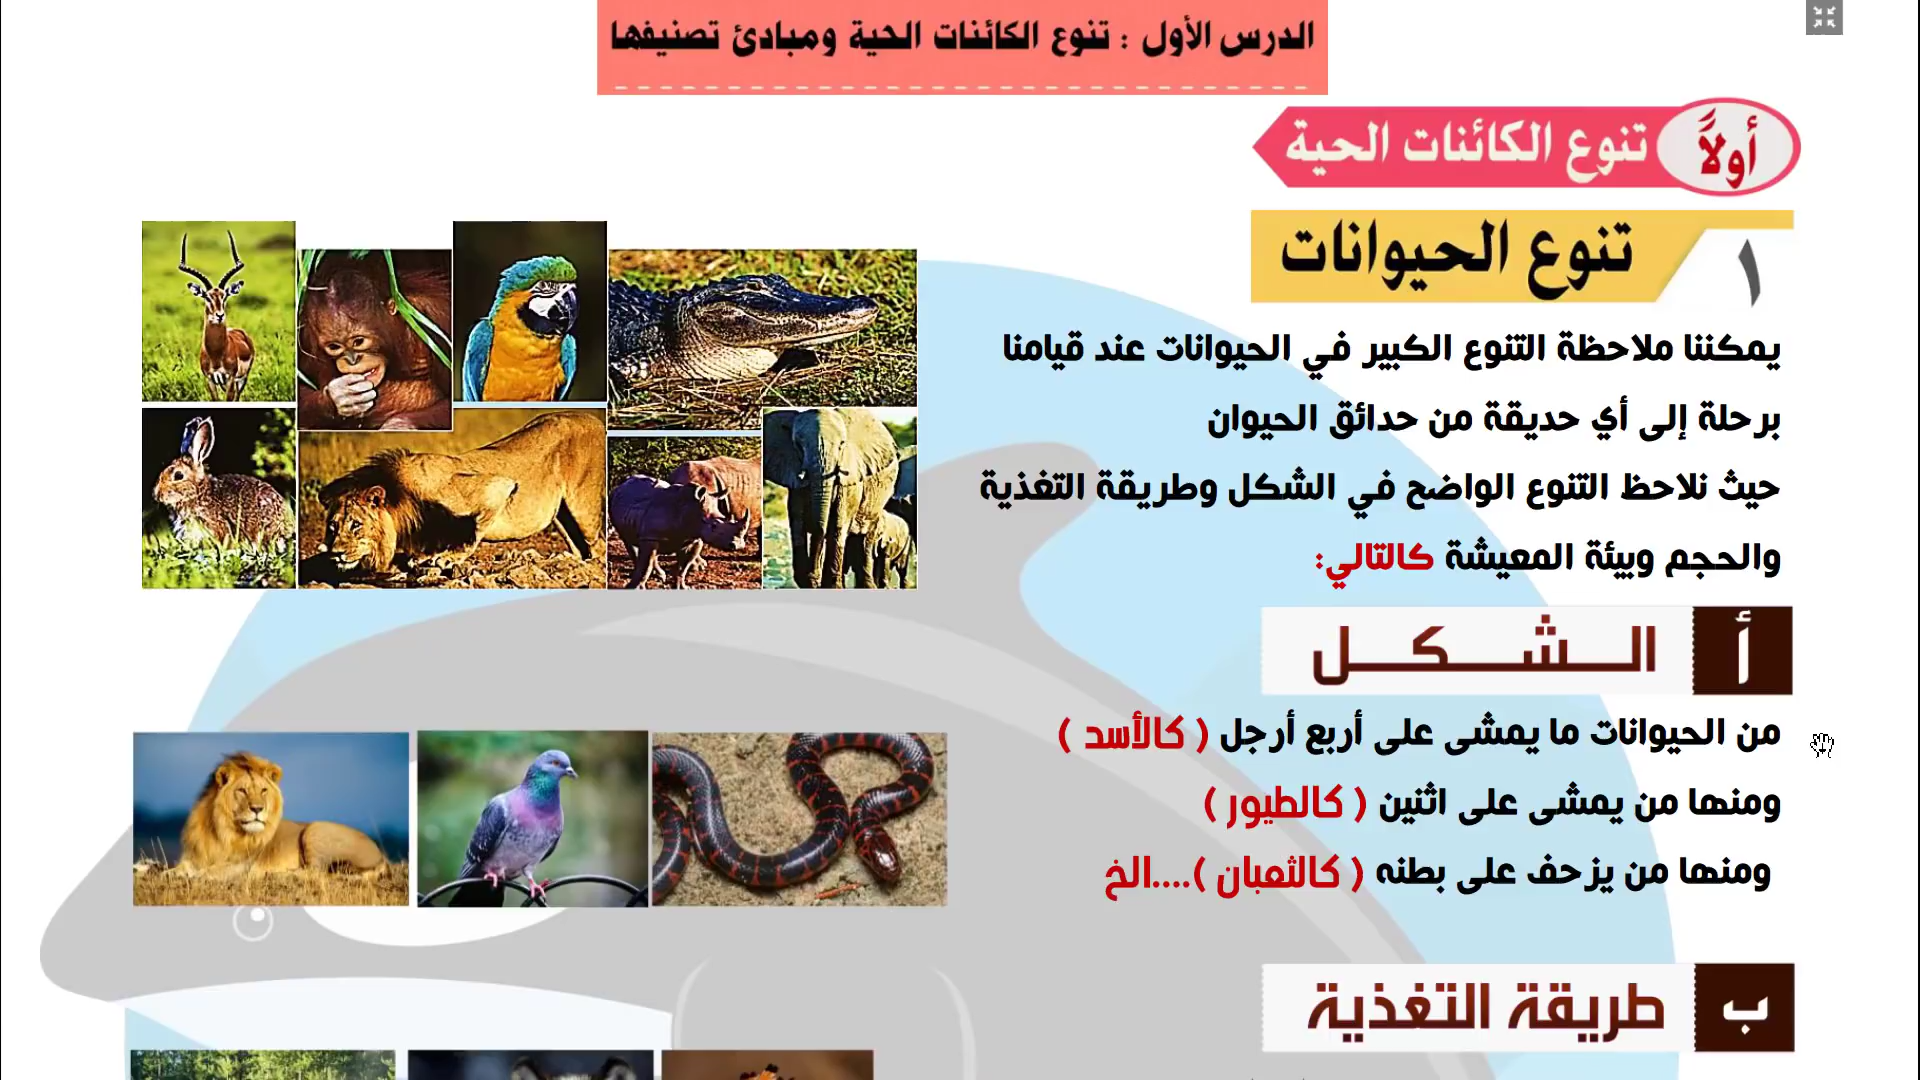 الدرس الأول : تنوع الكائنات الحية ومبادئ تصنيفها
أولاً تنوع الكائنات الحية
١ تنوع الحيوانات
يمكننا ملاحظة التنوع الكبير في الحيوانات عند قيامنا
برحلة إلى أي حديقة من حدائق الحيوان
حيث نلاحظ التنوع الواضح في الشكل وطريقة التغذية
والحجم وبيئة المعيشة كالتالي:
أ الـشـكـل
من الحيوانات ما يمشى على أربع أرجل ( كالأسد )
ومنها من يمشى على اثنين ( كالطيور )
ومنها من يزحف على بطنه ( كالثعبان )....الخ
ب طريقة التغذية